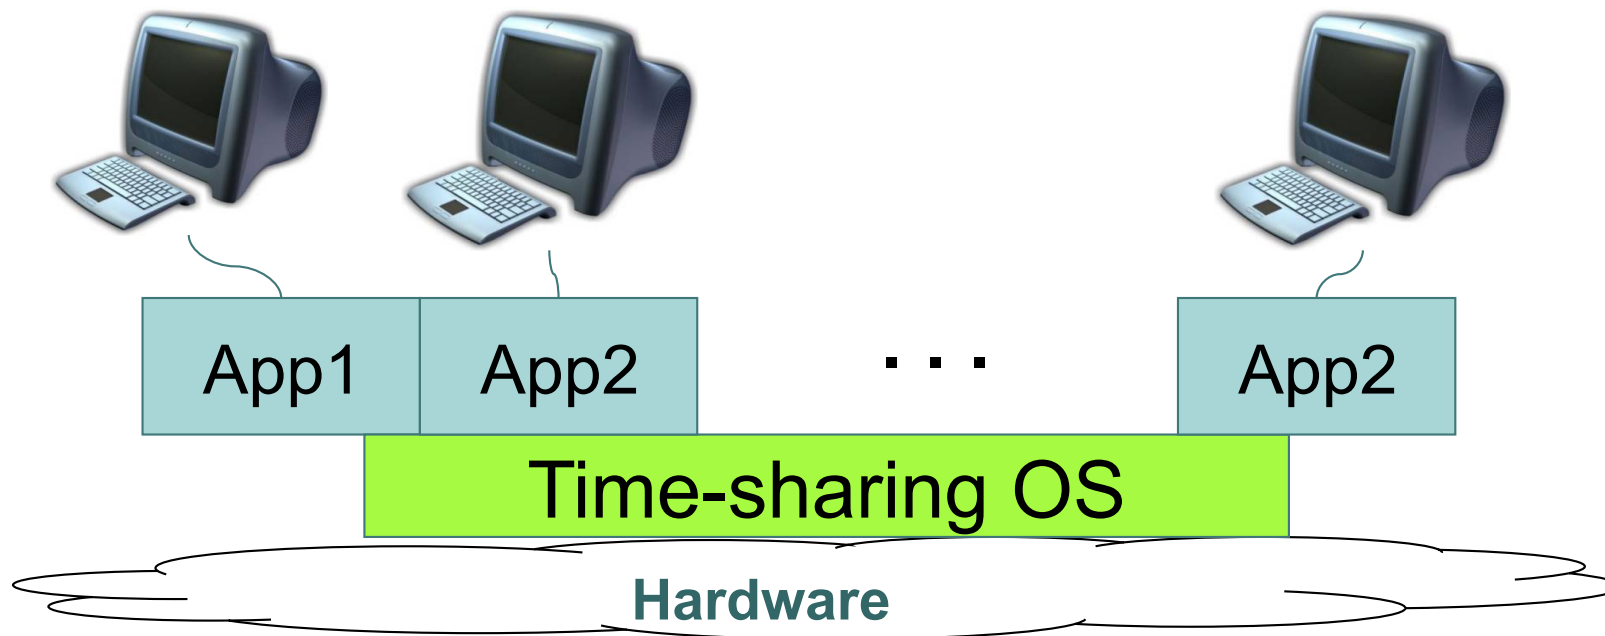 App1 App2 . . . App2
Time-sharing OS
Hardware